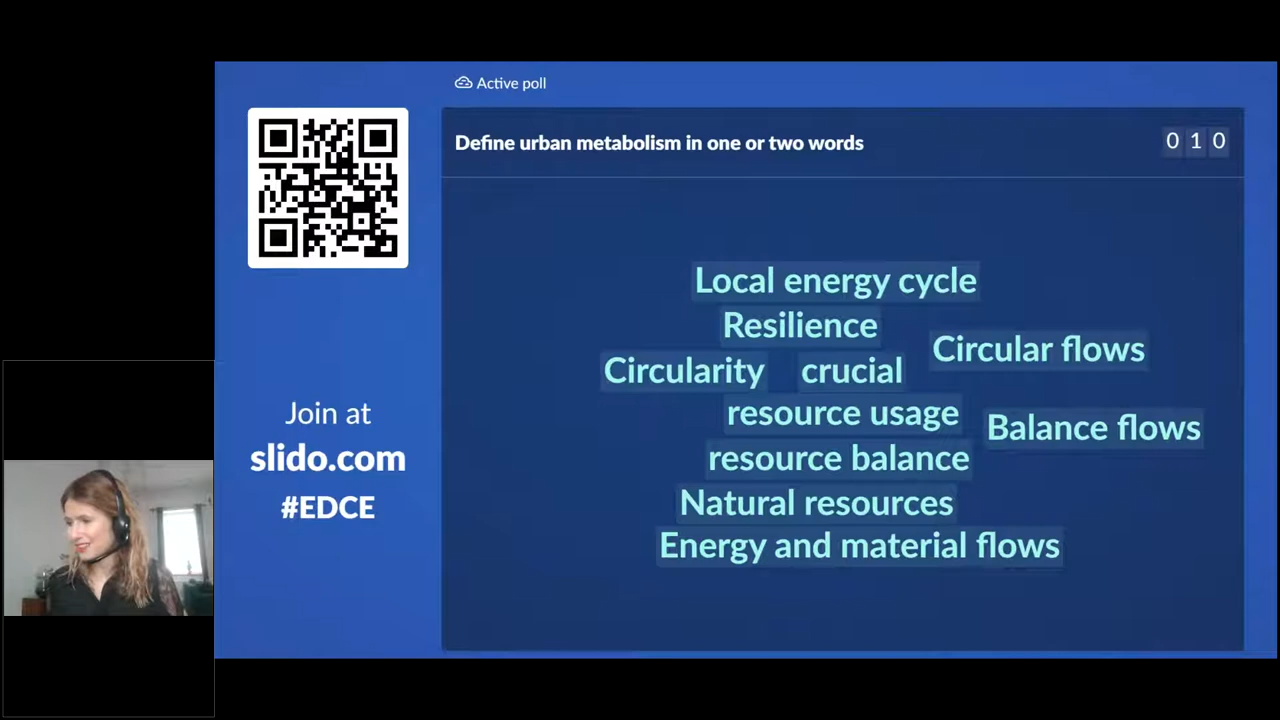 Active poll
Define urban metabolism in one or two words
0 1 0
Local energy cycle
Resilience
Circular flows
Circularity
crucial
resource usage
Balance flows
resource balance
Natural resources
Energy and material flows
Join at
slido.com
#EDCE